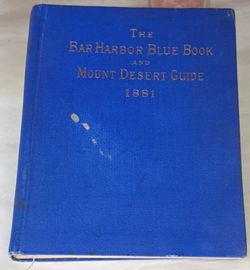 THE
BAR HARBOR BLUE BOOK
AND
MOUNT DESERT GUIDE
1881